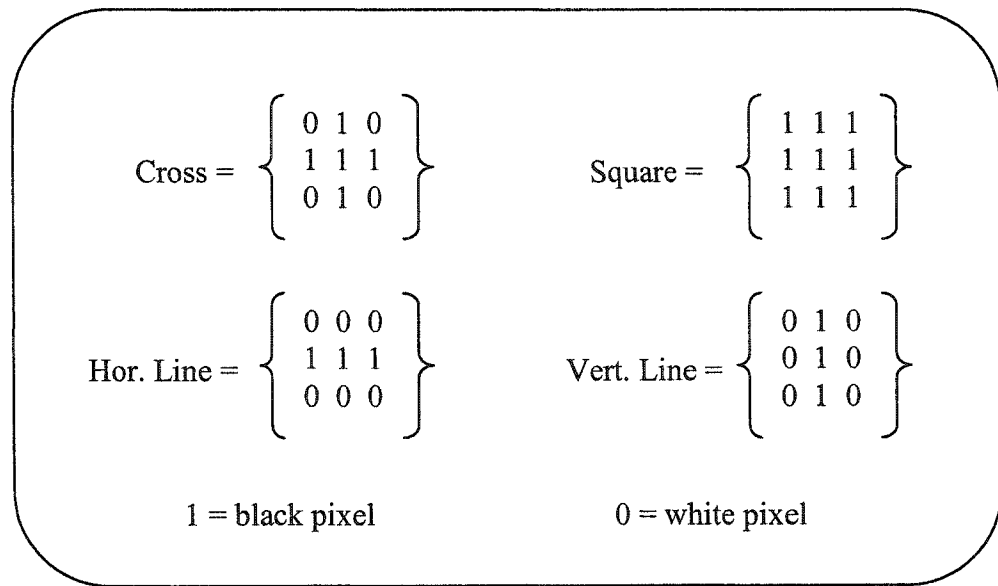 0 1 0
Cross = 1 1 1
0 1 0
1 1 1
Square = 1 1 1
1 1 1
0 0 0
Hor. Line = 1 1 1
0 0 0
0 1 0
Vert. Line = 0 1 0
0 1 0
1 = black pixel
0 = white pixel